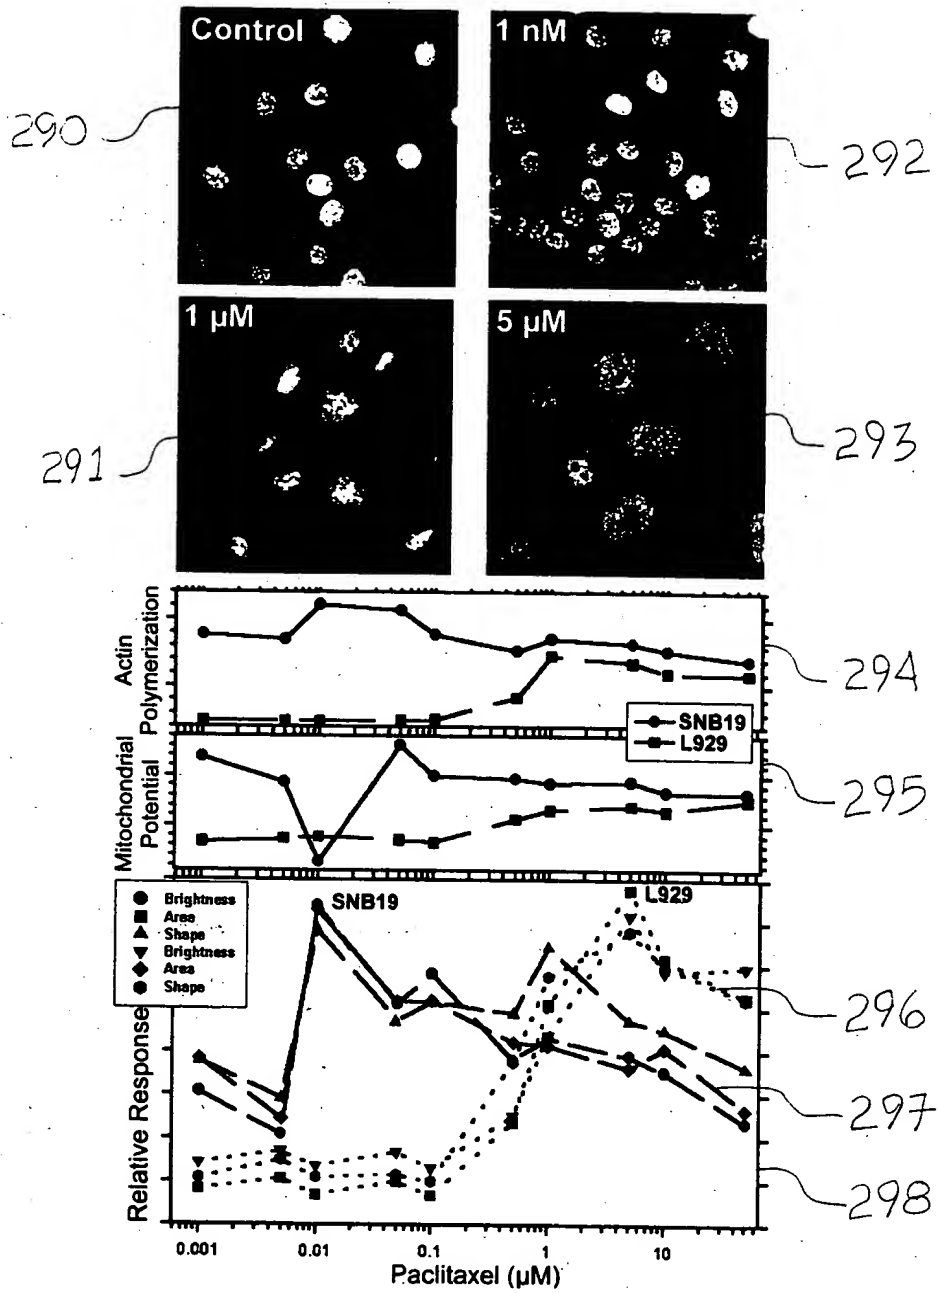 Control
1 nM
290
292
1 µM
5 µM
291
293
Actin
Polymerization
294
SNB19
L929
Mitochondrial
Potential
295
Brightness
Area
Shape
Brightness
Area
Shape
SNB19
L929
296
Relative Response
297
298
0.001
0.01
0.1
1
10
Paclitaxel (µM)